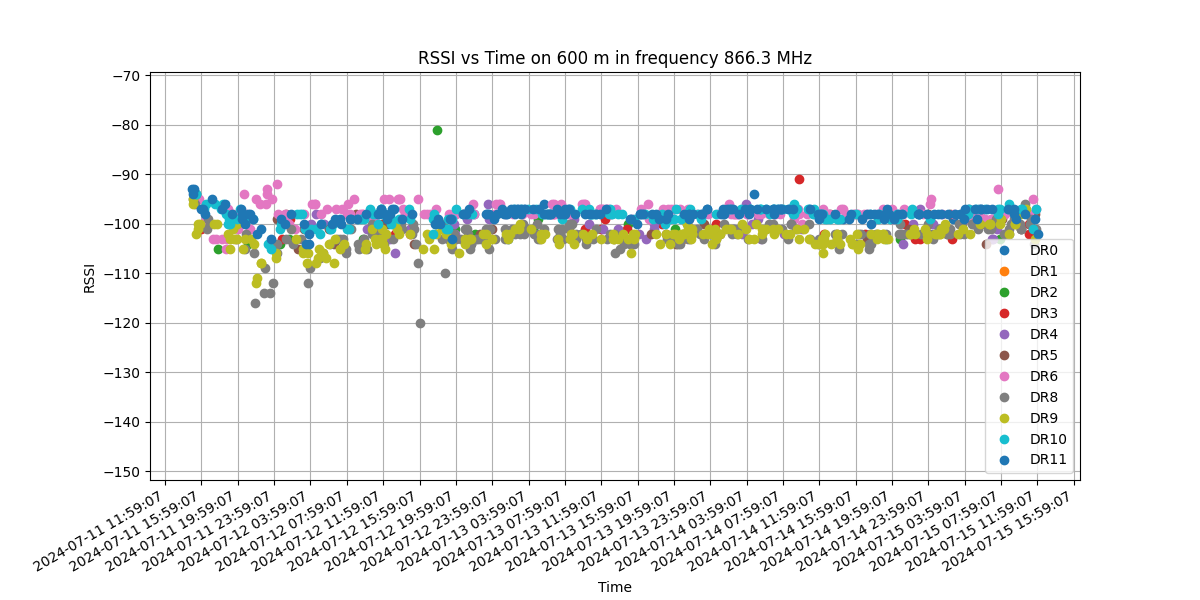 RSSI vs Time on 600 m in frequency 866.3 MHz
RSSI
−70
−80
−90
−100
−110
−120
−130
−140
−150
DR0
DR1
DR2
DR3
DR4
DR5
DR6
DR8
DR9
DR10
DR11
2024-07-11 11:59:07
2024-07-11 15:59:07
2024-07-11 19:59:07
2024-07-11 23:59:07
2024-07-12 03:59:07
2024-07-12 07:59:07
2024-07-12 11:59:07
2024-07-12 15:59:07
2024-07-12 19:59:07
2024-07-12 23:59:07
2024-07-13 03:59:07
2024-07-13 07:59:07
2024-07-13 11:59:07
2024-07-13 15:59:07
2024-07-13 19:59:07
2024-07-13 23:59:07
2024-07-14 03:59:07
2024-07-14 07:59:07
2024-07-14 11:59:07
2024-07-14 15:59:07
2024-07-14 19:59:07
2024-07-14 23:59:07
2024-07-15 03:59:07
2024-07-15 07:59:07
2024-07-15 11:59:07
2024-07-15 15:59:07
Time